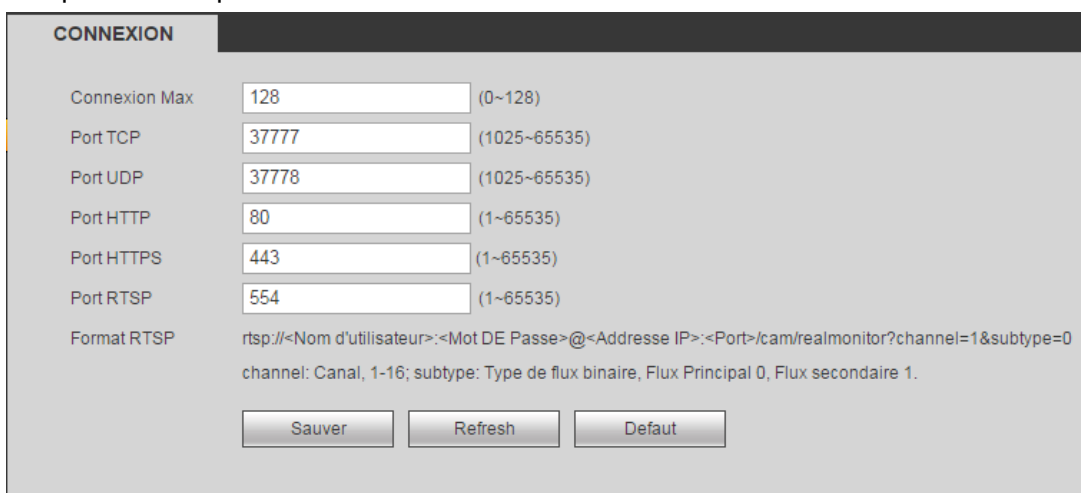 CONNEXION
Connexion Max 128 (0~128)
Port TCP 37777 (1025~65535)
Port UDP 37778 (1025~65535)
Port HTTP 80 (1~65535)
Port HTTPS 443 (1~65535)
Port RTSP 554 (1~65535)
Format RTSP rtsp://<Nom d'utilisateur>:<Mot DE Passe>@<Addresse IP>:<Port>/cam/realmonitor?channel=1&subtype=0
channel: Canal, 1-16; subtype: Type de flux binaire, Flux Principal 0, Flux secondaire 1.
Sauver Refresh Defaut